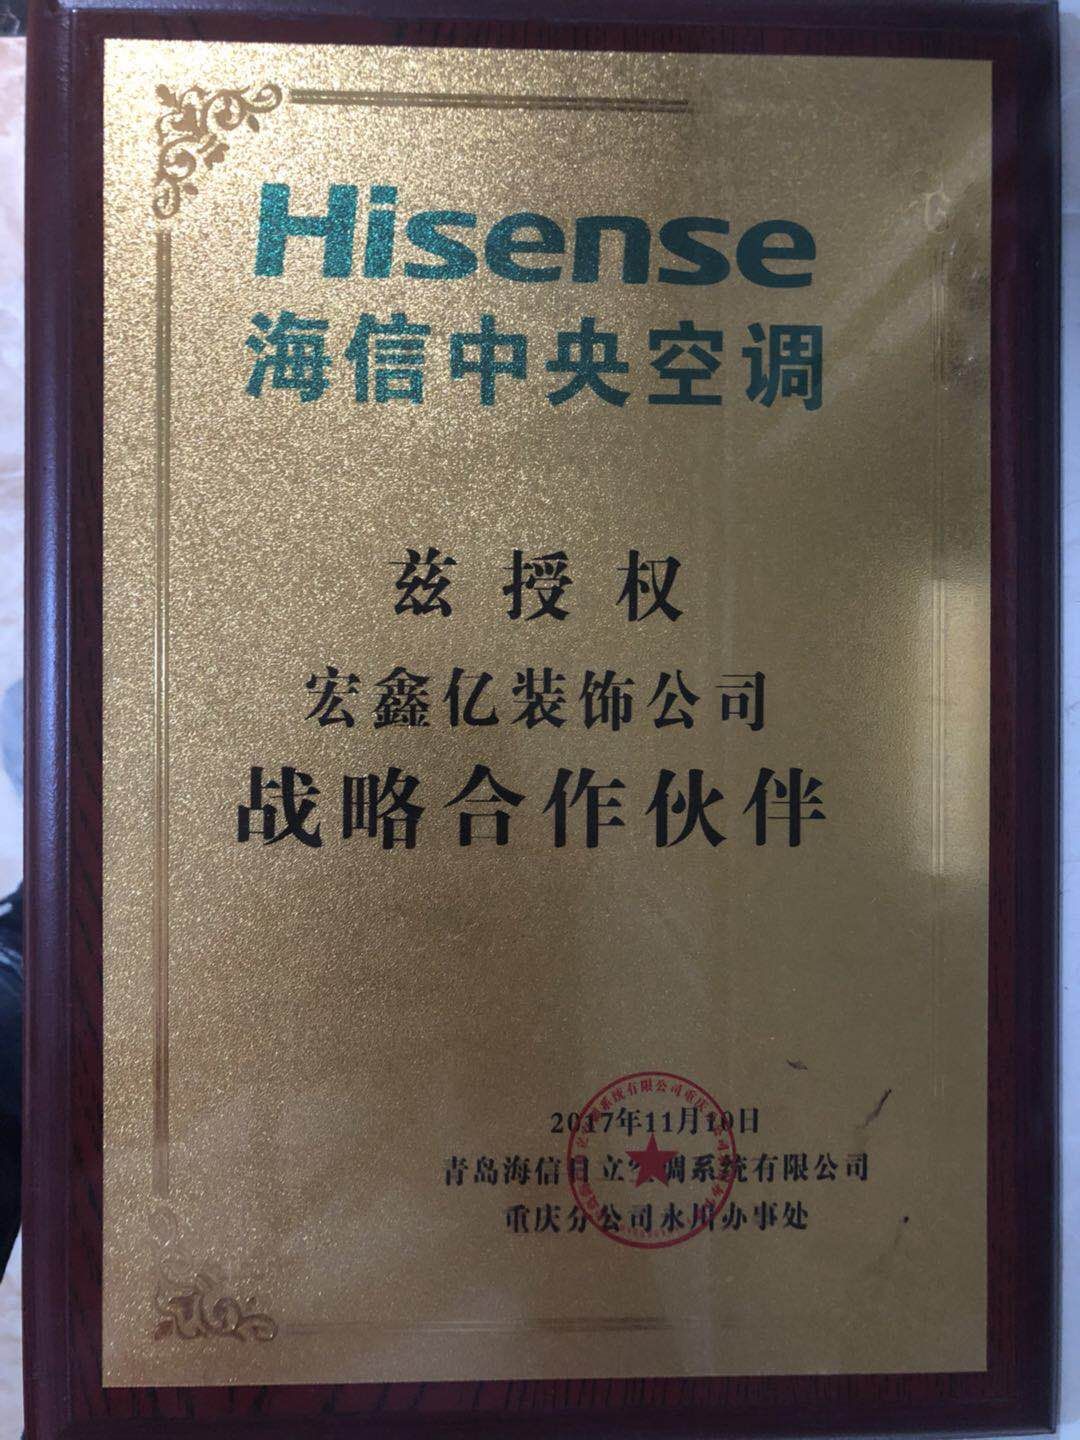 Hisense
海信中央空调
兹授权
宏鑫亿装饰公司
战略合作伙伴
2017年11月10日
青岛海信日立空调系统有限公司
重庆分公司永川办事处